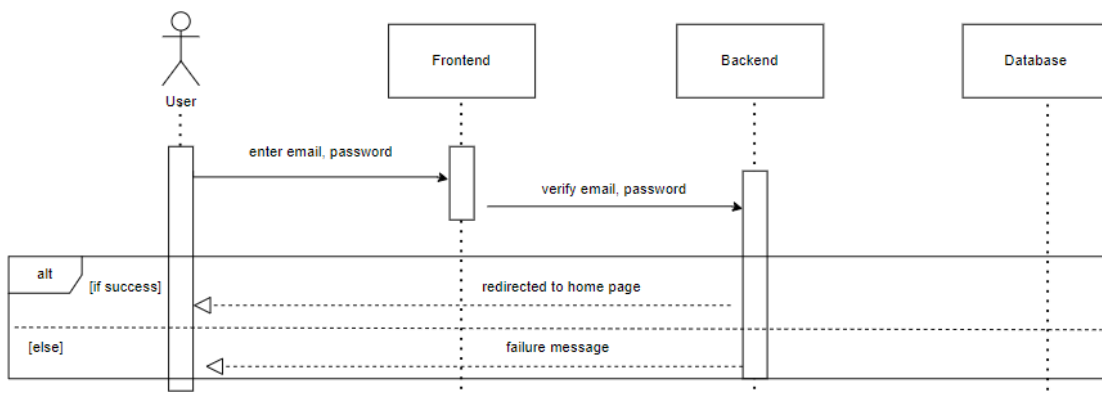 User
Frontend
Backend
Database
enter email, password
verify email, password
alt
[if success]
redirected to home page
[else]
failure message